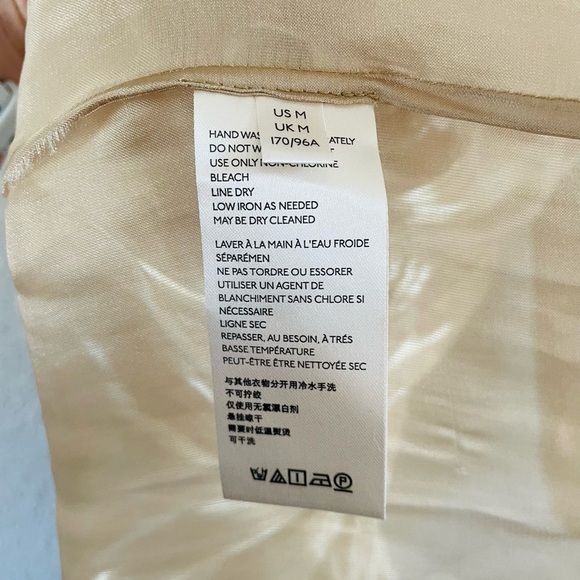 US M
UK M
170/96A
HAND WAS ATELY
DO NOT W T
USE ONLY NON-CHLORINE
BLEACH
LINE DRY
LOW IRON AS NEEDED
MAY BE DRY CLEANED
LAVER À LA MAIN À L'EAU FROIDE
SÉPARÉMEN
NE PAS TORDRE OU ESSORER
UTILISER UN AGENT DE
BLANCHIMENT SANS CHLORE SI
NÉCESSAIRE
LIGNE SEC
REPASSER, AU BESOIN, À TRÉS
BASSE TEMPÉRATURE
PEUT-ÊTRE ÊTRE NETTOYÉE SEC
与其他衣物分开用冷水手洗
不可拧绞
仅使用无氯漂白剂
悬挂晾干
需要时低温熨烫
可干洗
P